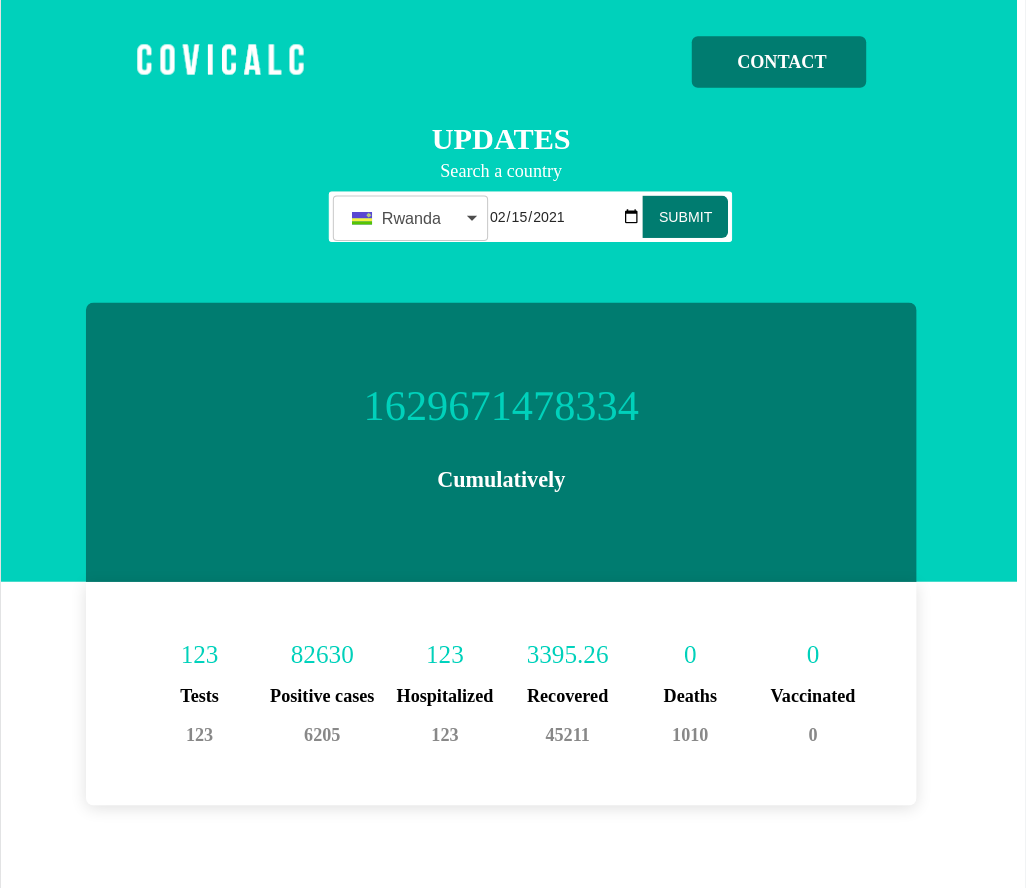 COVICALC
CONTACT
UPDATES
Search a country
Rwanda 02/15/2021 SUBMIT
1629671478334
Cumulatively
123 82630 123 3395.26 0 0
Tests Positive cases Hospitalized Recovered Deaths Vaccinated
123 6205 123 45211 1010 0